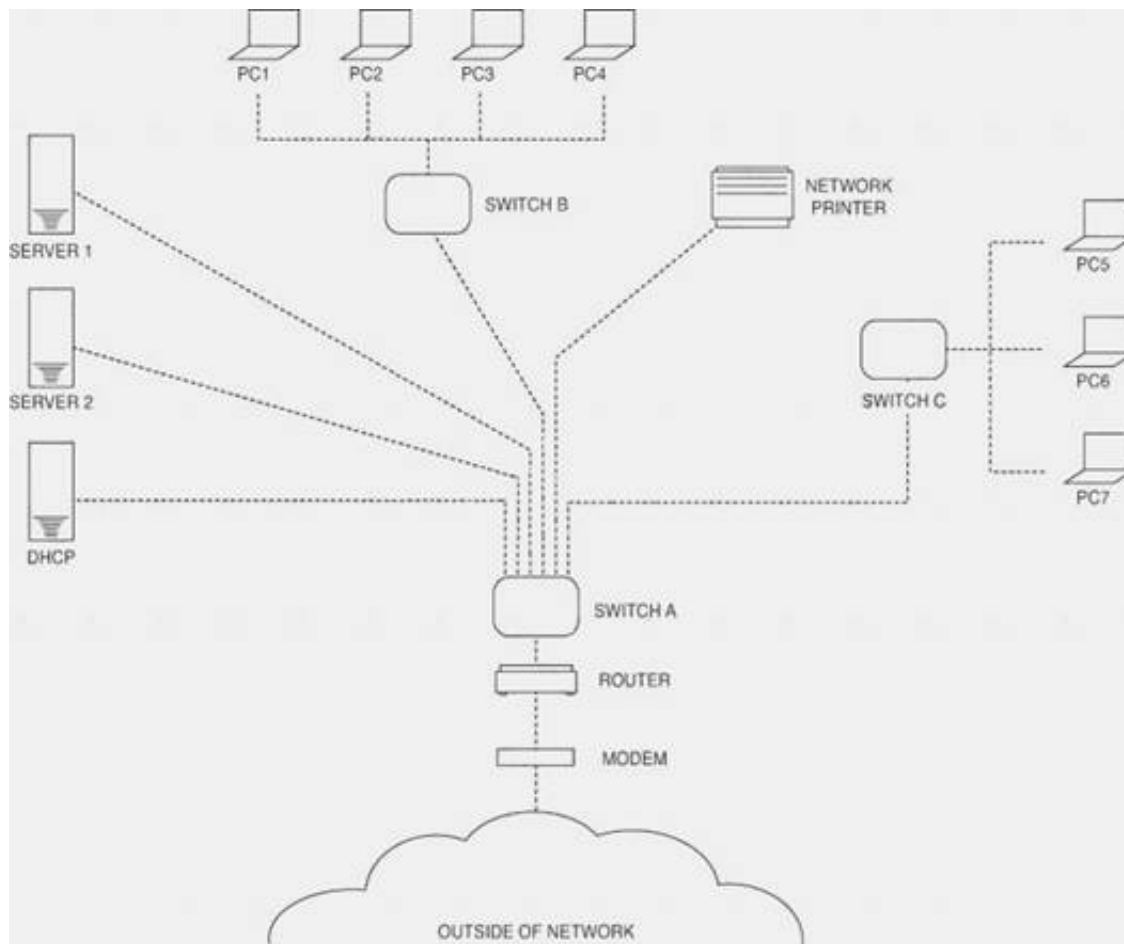 PC1
PC2
PC3
PC4
SERVER 1
SWITCH B
NETWORK
PRINTER
PC5
SERVER 2
SWITCH C
PC6
PC7
DHCP
SWITCH A
ROUTER
MODEM
OUTSIDE OF NETWORK